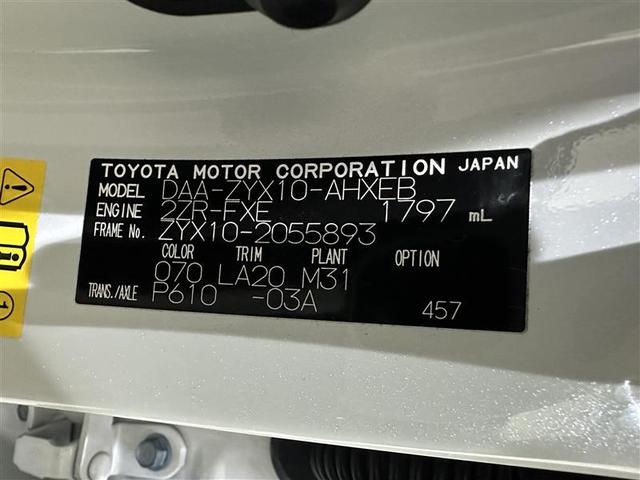 TOYOTA MOTOR CORPORATION JAPAN
MODEL DAA-ZYX10-AHXEB
ENGINE 2ZR-FXE 1797 mL
FRAME No. ZYX10-2055893
COLOR TRIM PLANT OPTION
070 LA20 M31
TRANS./AXLE P610 -03A
457
1